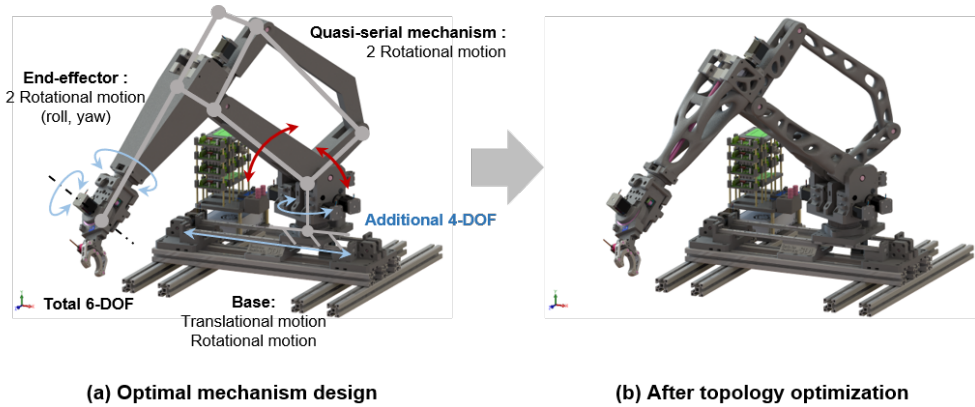 Quasi-serial mechanism :
2 Rotational motion
End-effector :
2 Rotational motion
(roll, yaw)
Additional 4-DOF
Total 6-DOF
Base:
Translational motion
Rotational motion
(a) Optimal mechanism design
(b) After topology optimization